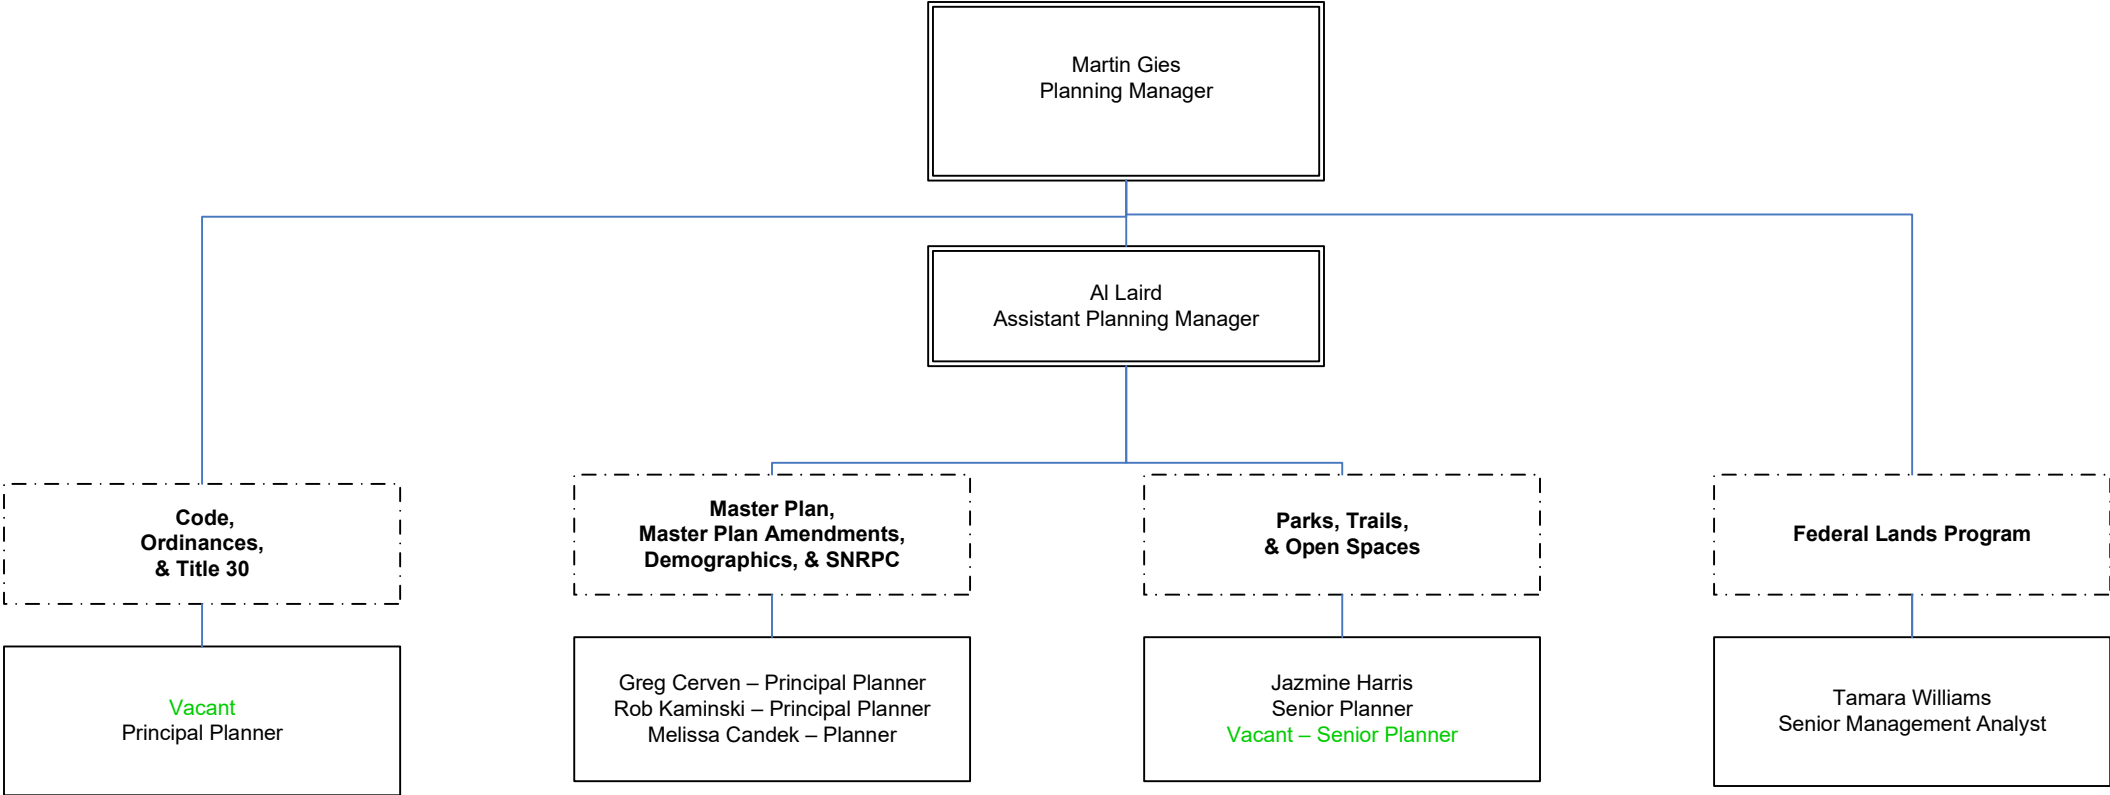 Martin Gies
Planning Manager
Al Laird
Assistant Planning Manager
Code,
Ordinances,
& Title 30
Master Plan,
Master Plan Amendments,
Demographics, & SNRPC
Parks, Trails,
& Open Spaces
Federal Lands Program
Vacant
Principal Planner
Greg Cerven – Principal Planner
Rob Kaminski – Principal Planner
Melissa Candek – Planner
Jazmine Harris
Senior Planner
Vacant – Senior Planner
Tamara Williams
Senior Management Analyst